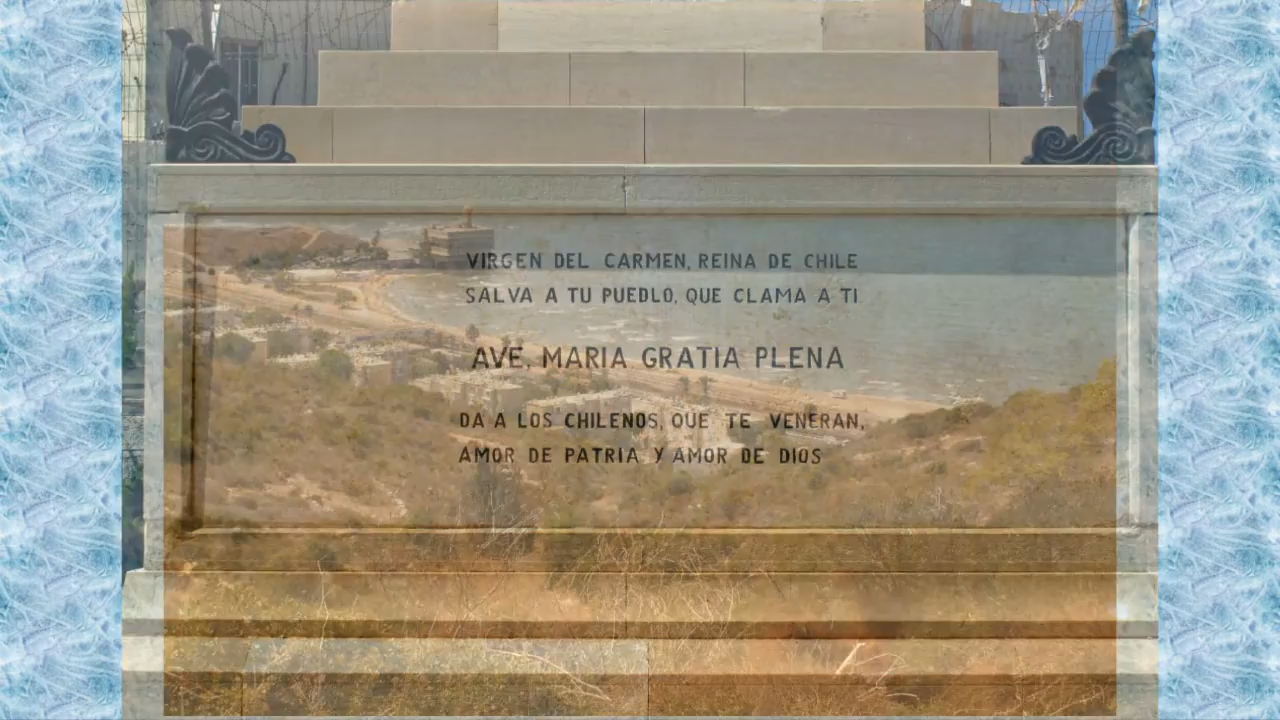 VIRGEN DEL CARMEN, REINA DE CHILE
SALVA A TU PUEDLO, QUE CLAMA A TI
AVE, MARIA GRATIA PLENA
DA A LOS CHILENOS, QUE TE VENERAN,
AMOR DE PATRIA Y AMOR DE DIOS